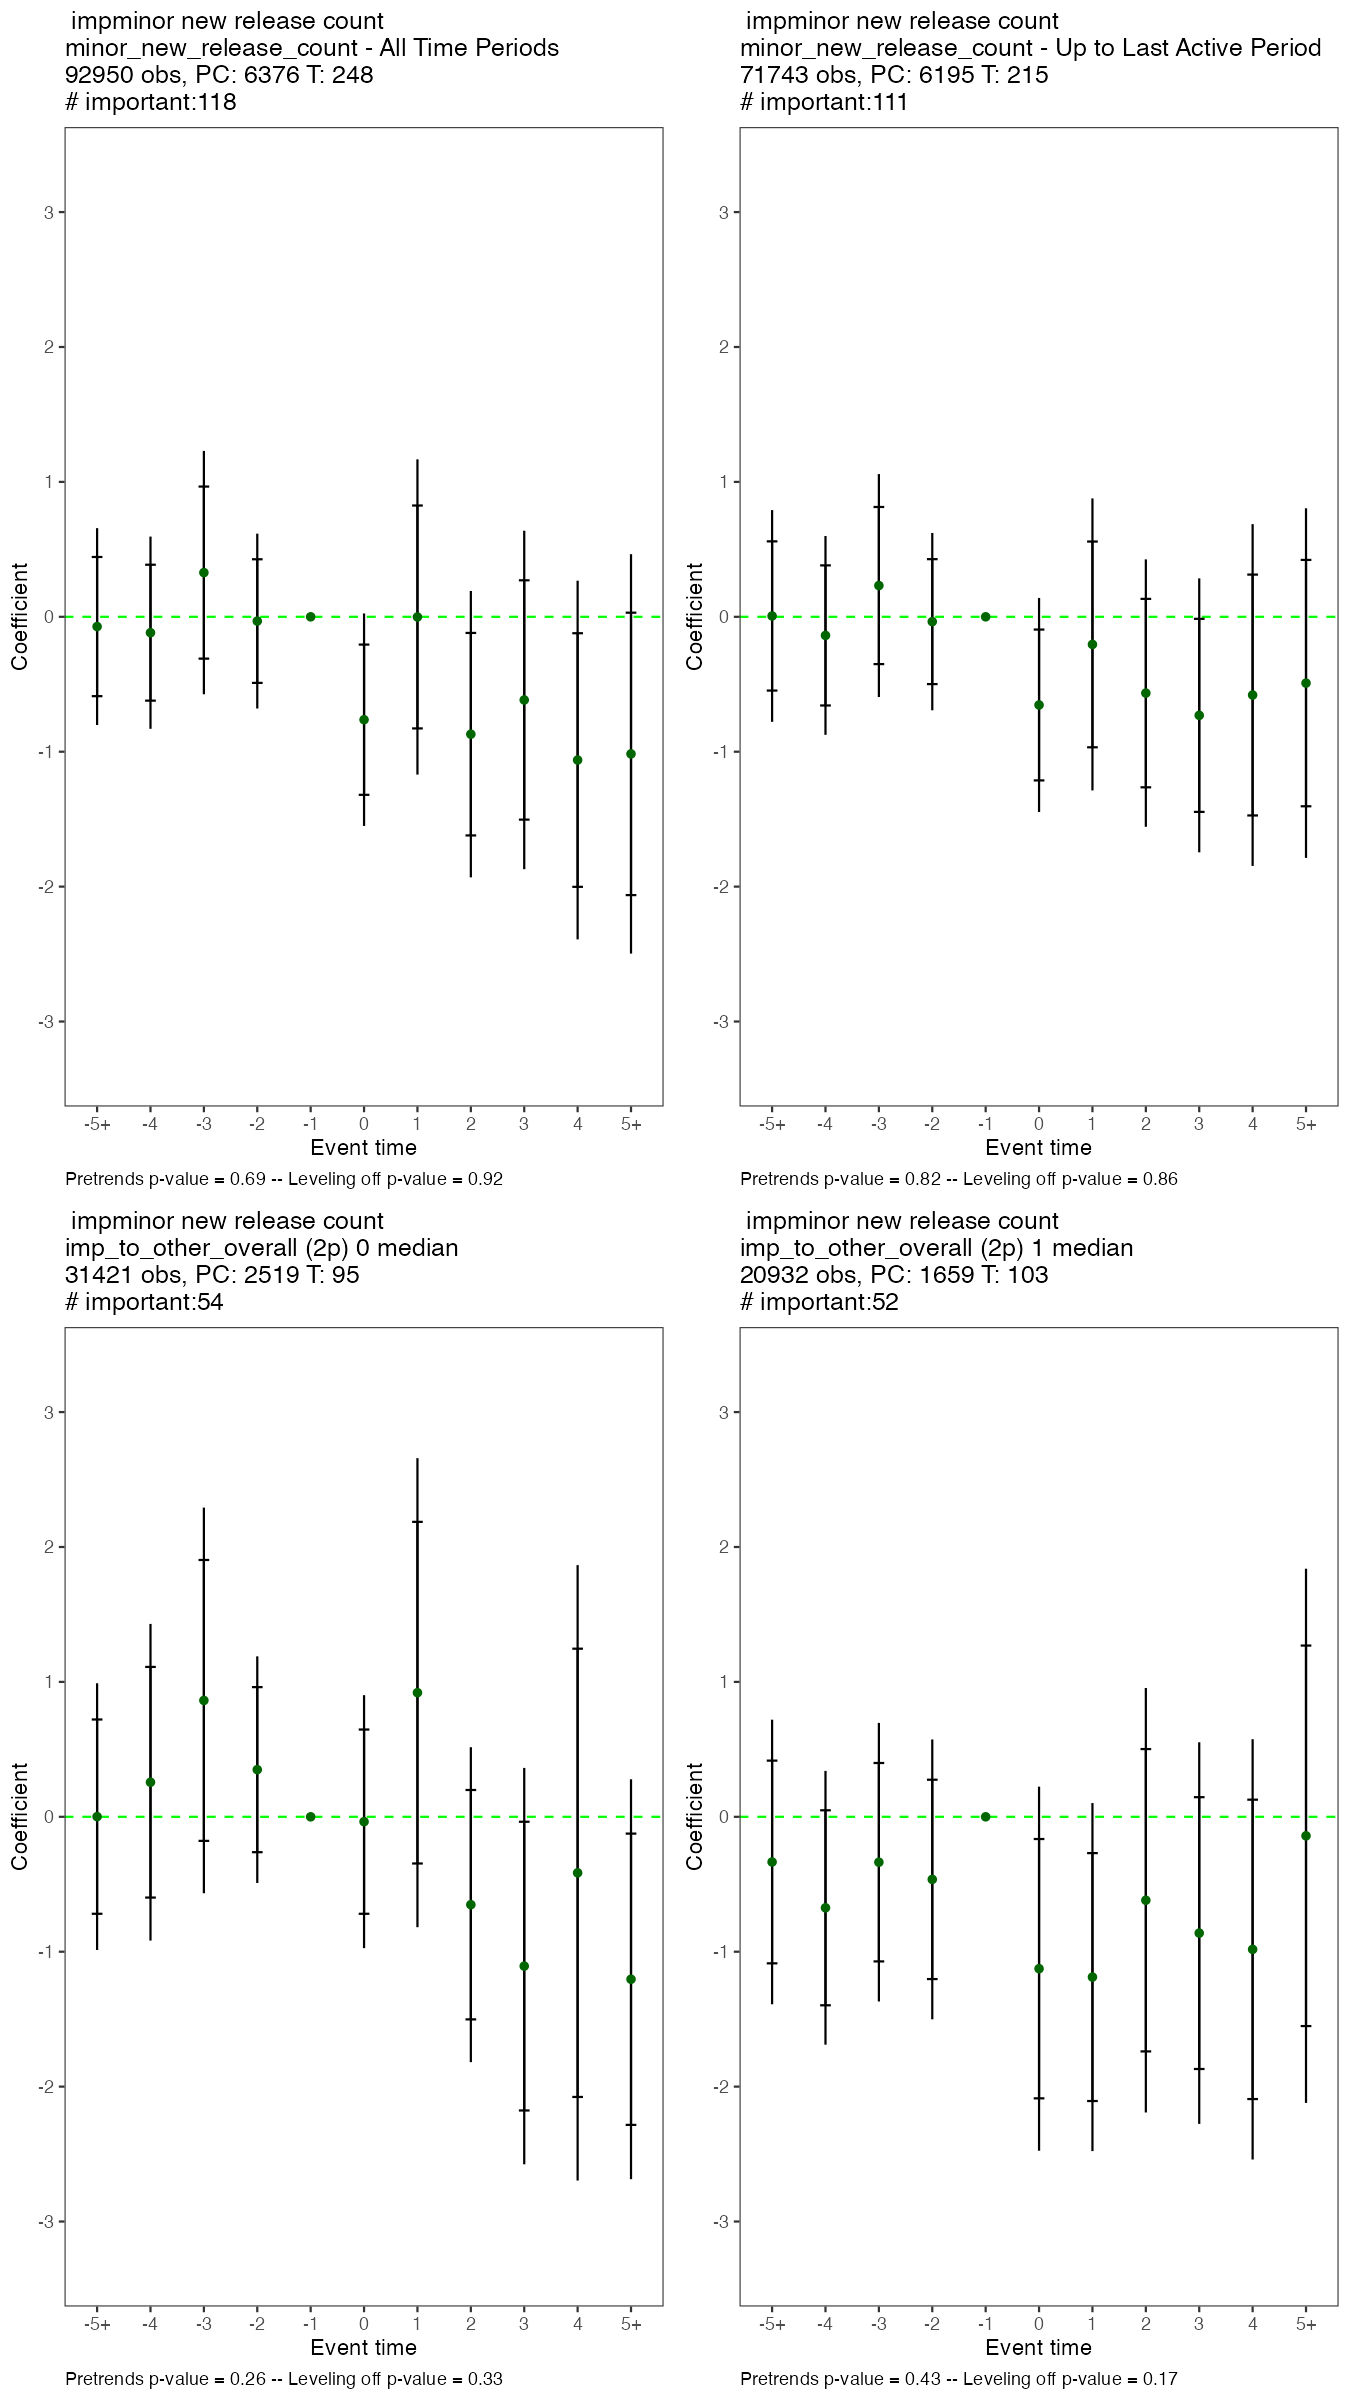 impminor new release count
minor_new_release_count - All Time Periods
92950 obs, PC: 6376 T: 248
# important:118
3
2
1
0
-1
-2
-3
Coefficient
-5+ -4 -3 -2 -1 0 1 2 3 4 5+
Event time
Pretrends p-value = 0.69 -- Leveling off p-value = 0.92
impminor new release count
minor_new_release_count - Up to Last Active Period
71743 obs, PC: 6195 T: 215
# important:111
3
2
1
0
-1
-2
-3
Coefficient
-5+ -4 -3 -2 -1 0 1 2 3 4 5+
Event time
Pretrends p-value = 0.82 -- Leveling off p-value = 0.86
impminor new release count
imp_to_other_overall (2p) 0 median
31421 obs, PC: 2519 T: 95
# important:54
3
2
1
0
-1
-2
-3
Coefficient
-5+ -4 -3 -2 -1 0 1 2 3 4 5+
Event time
Pretrends p-value = 0.26 -- Leveling off p-value = 0.33
impminor new release count
imp_to_other_overall (2p) 1 median
20932 obs, PC: 1659 T: 103
# important:52
3
2
1
0
-1
-2
-3
Coefficient
-5+ -4 -3 -2 -1 0 1 2 3 4 5+
Event time
Pretrends p-value = 0.43 -- Leveling off p-value = 0.17